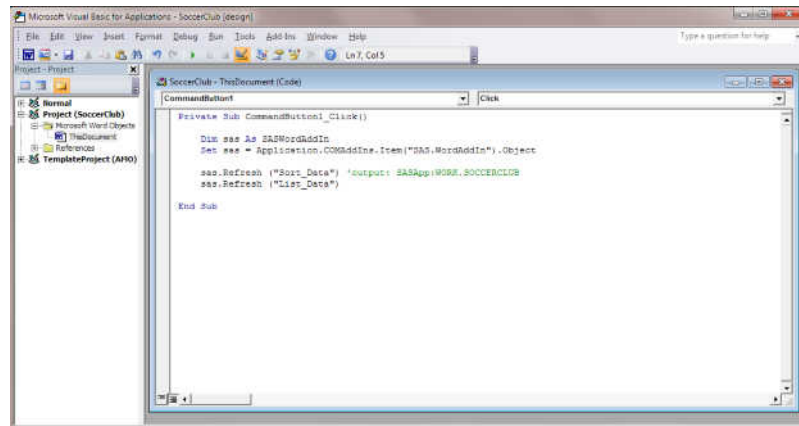 Microsoft Visual Basic for Applications - SoccerClub [design]
File Edit View Insert Format Debug Run Tools Add-Ins Window Help
Type a question for help
Ln 7, Col 5
Project - Project
Normal
Project (SoccerClub)
Microsoft Word Objects
ThisDocument
References
TemplateProject (AMO)
SoccerClub - ThisDocument (Code)
CommandButton1
Click
Private Sub CommandButton1_Click()
Dim sas As SASWordAddIn
Set sas = Application.COMAddIns.Item("SAS.WordAddIn").Object
sas.Refresh ("Sort_Data") 'output: SASApp:WORK.SOCCERCLUB
sas.Refresh ("List_Data")
End Sub